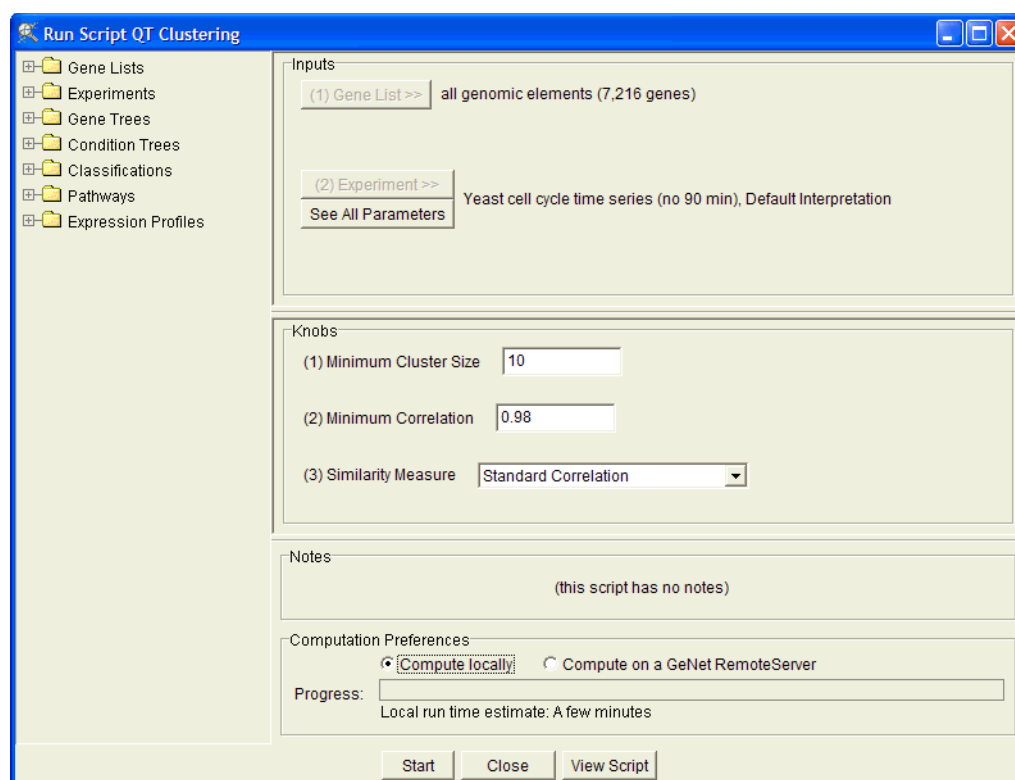 Run Script QT Clustering
Gene Lists
Experiments
Gene Trees
Condition Trees
Classifications
Pathways
Expression Profiles
Inputs
(1) Gene List >> all genomic elements (7,216 genes)
(2) Experiment >>
See All Parameters
Yeast cell cycle time series (no 90 min), Default Interpretation
Knobs
(1) Minimum Cluster Size 10
(2) Minimum Correlation 0.98
(3) Similarity Measure Standard Correlation
Notes
(this script has no notes)
Computation Preferences
Compute locally Compute on a GeNet RemoteServer
Progress:
Local run time estimate: A few minutes
Start Close View Script